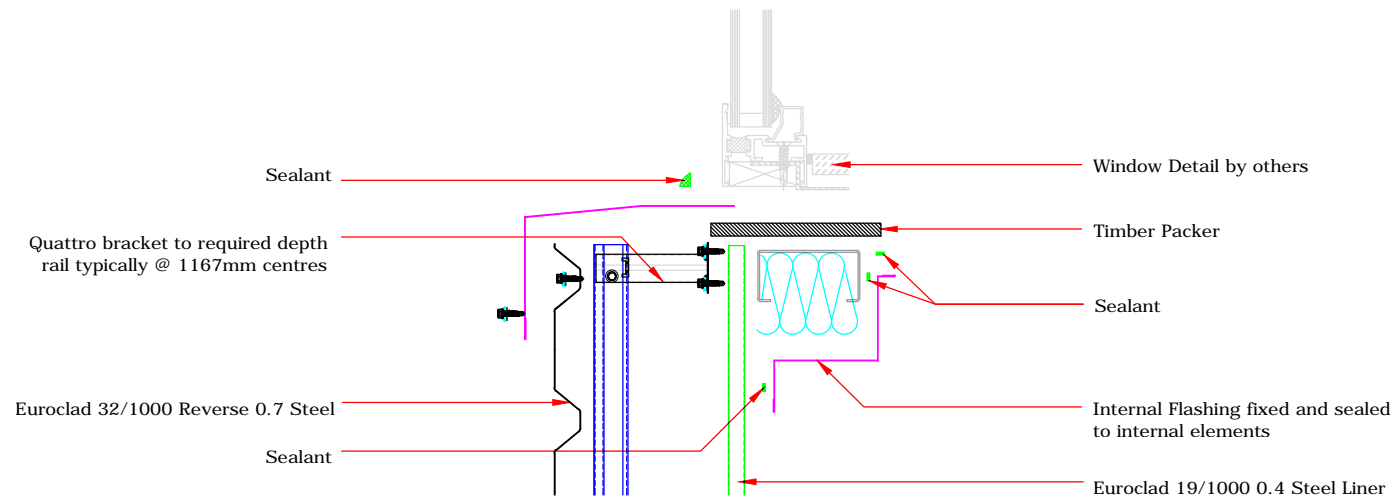 Sealant
Quattro bracket to required depth
rail typically @ 1167mm centres
Euroclad 32/1000 Reverse 0.7 Steel
Sealant
Window Detail by others
Timber Packer
Sealant
Internal Flashing fixed and sealed
to internal elements
Euroclad 19/1000 0.4 Steel Liner